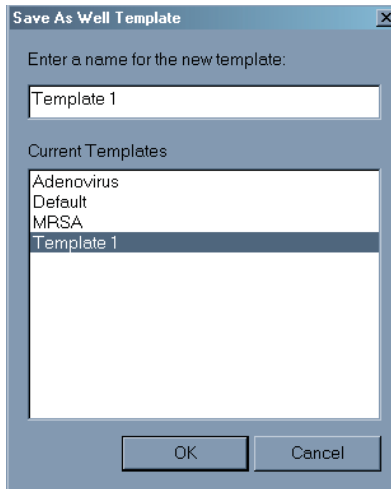 Save As Well Template
Enter a name for the new template:
Template 1
Current Templates
Adenovirus
Default
MRSA
Template 1
OK
Cancel